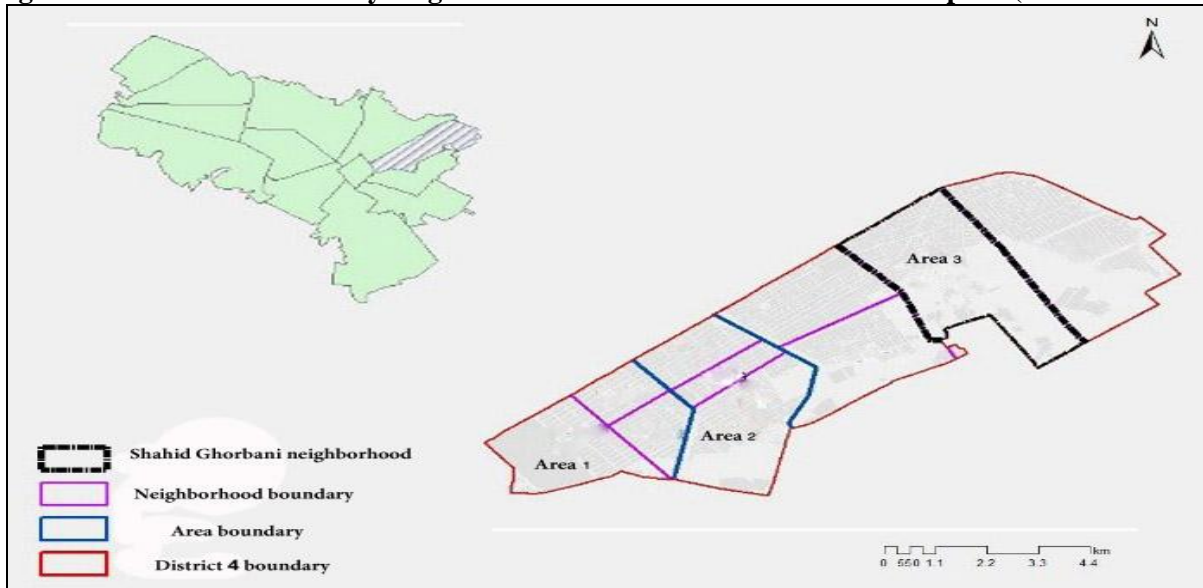 N
Area 3
Area 2
Area 1
Shahid Ghorbani neighborhood
Neighborhood boundary
Area boundary
District 4 boundary
km
0 550 1.1 2.2 3.3 4.4